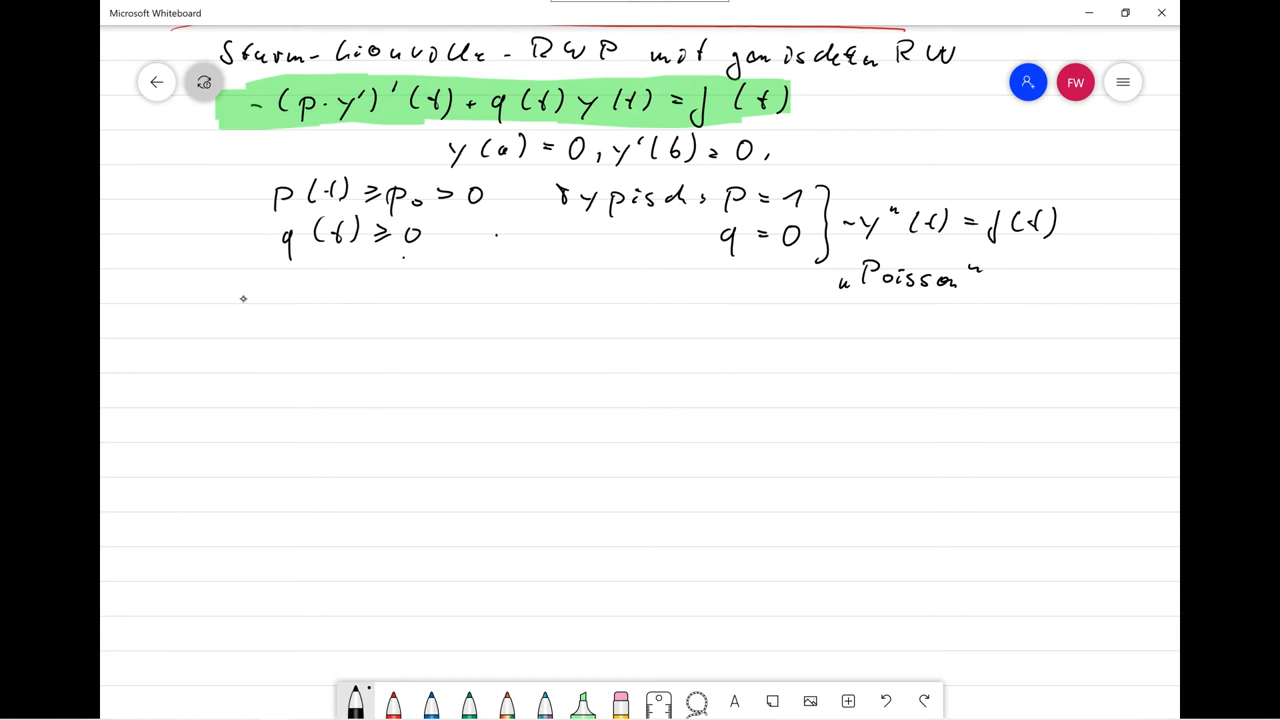 Microsoft Whiteboard
Sturm-Liouville-RWP mit gemischten RW
FW
-(p·y')'(t) + q(t) y(t) = f(t)
y(a) = 0, y'(b) = 0,
p(t) ≥ p₀ > 0 Typisch: p = 1
q(t) ≥ 0 q = 0 } -y"(t) = f(t)
"Poisson"
A